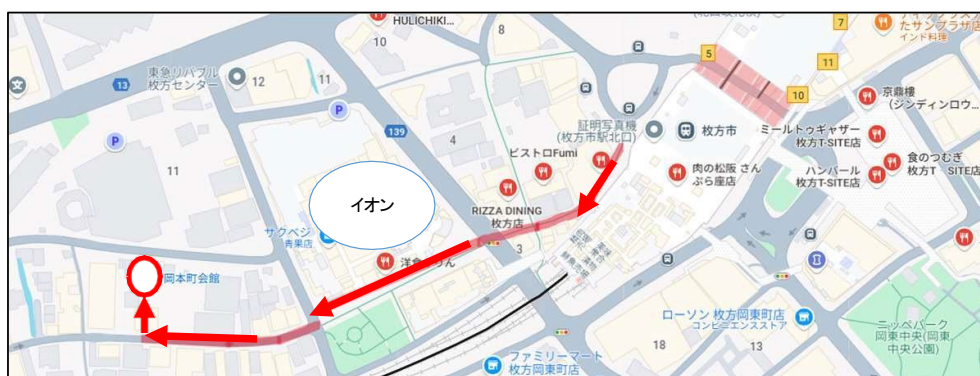 HULICHIKI...
10
8
7
たサンプラザ店
インド料理
東急リバブル
枚方センター
12
11
13
5
11
10
139
京鼎樓
(ジンディンロウ...
証明写真機
(枚方市駅北口)
枚方市
ミールトゥギャザー
枚方T-SITE店
4
ビストロFumi
食のつむぎ
枚方T SITE店
11
11
肉の松阪 さん
ぷら座店
ハンバール
枚方T-SITE店
イオン
RIZZA DINING
枚方店
サクベジ
青果店
3
岡本町会館
ローソン 枚方岡東町店
コンビニエンスストア
ニッペパーク
岡東中央(岡東
中央公園)
18
13
ファミリーマート
枚方岡東町店